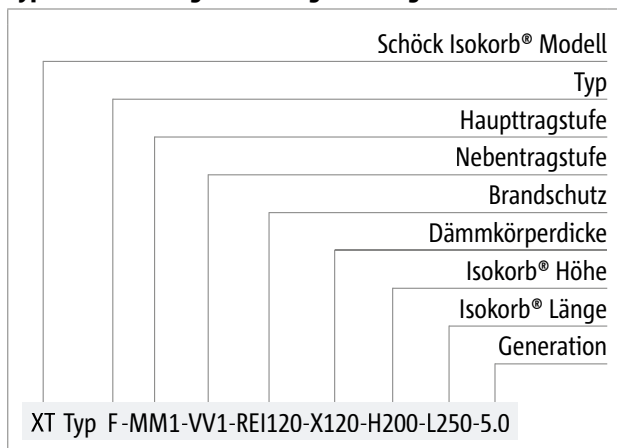 Schöck Isokorb® Modell
Typ
Haupttragstufe
Nebentragstufe
Brandschutz
Dämmkörperdicke
Isokorb® Höhe
Isokorb® Länge
Generation
XT Typ F-MM1-VV1-REI120-X120-H200-L250-5.0